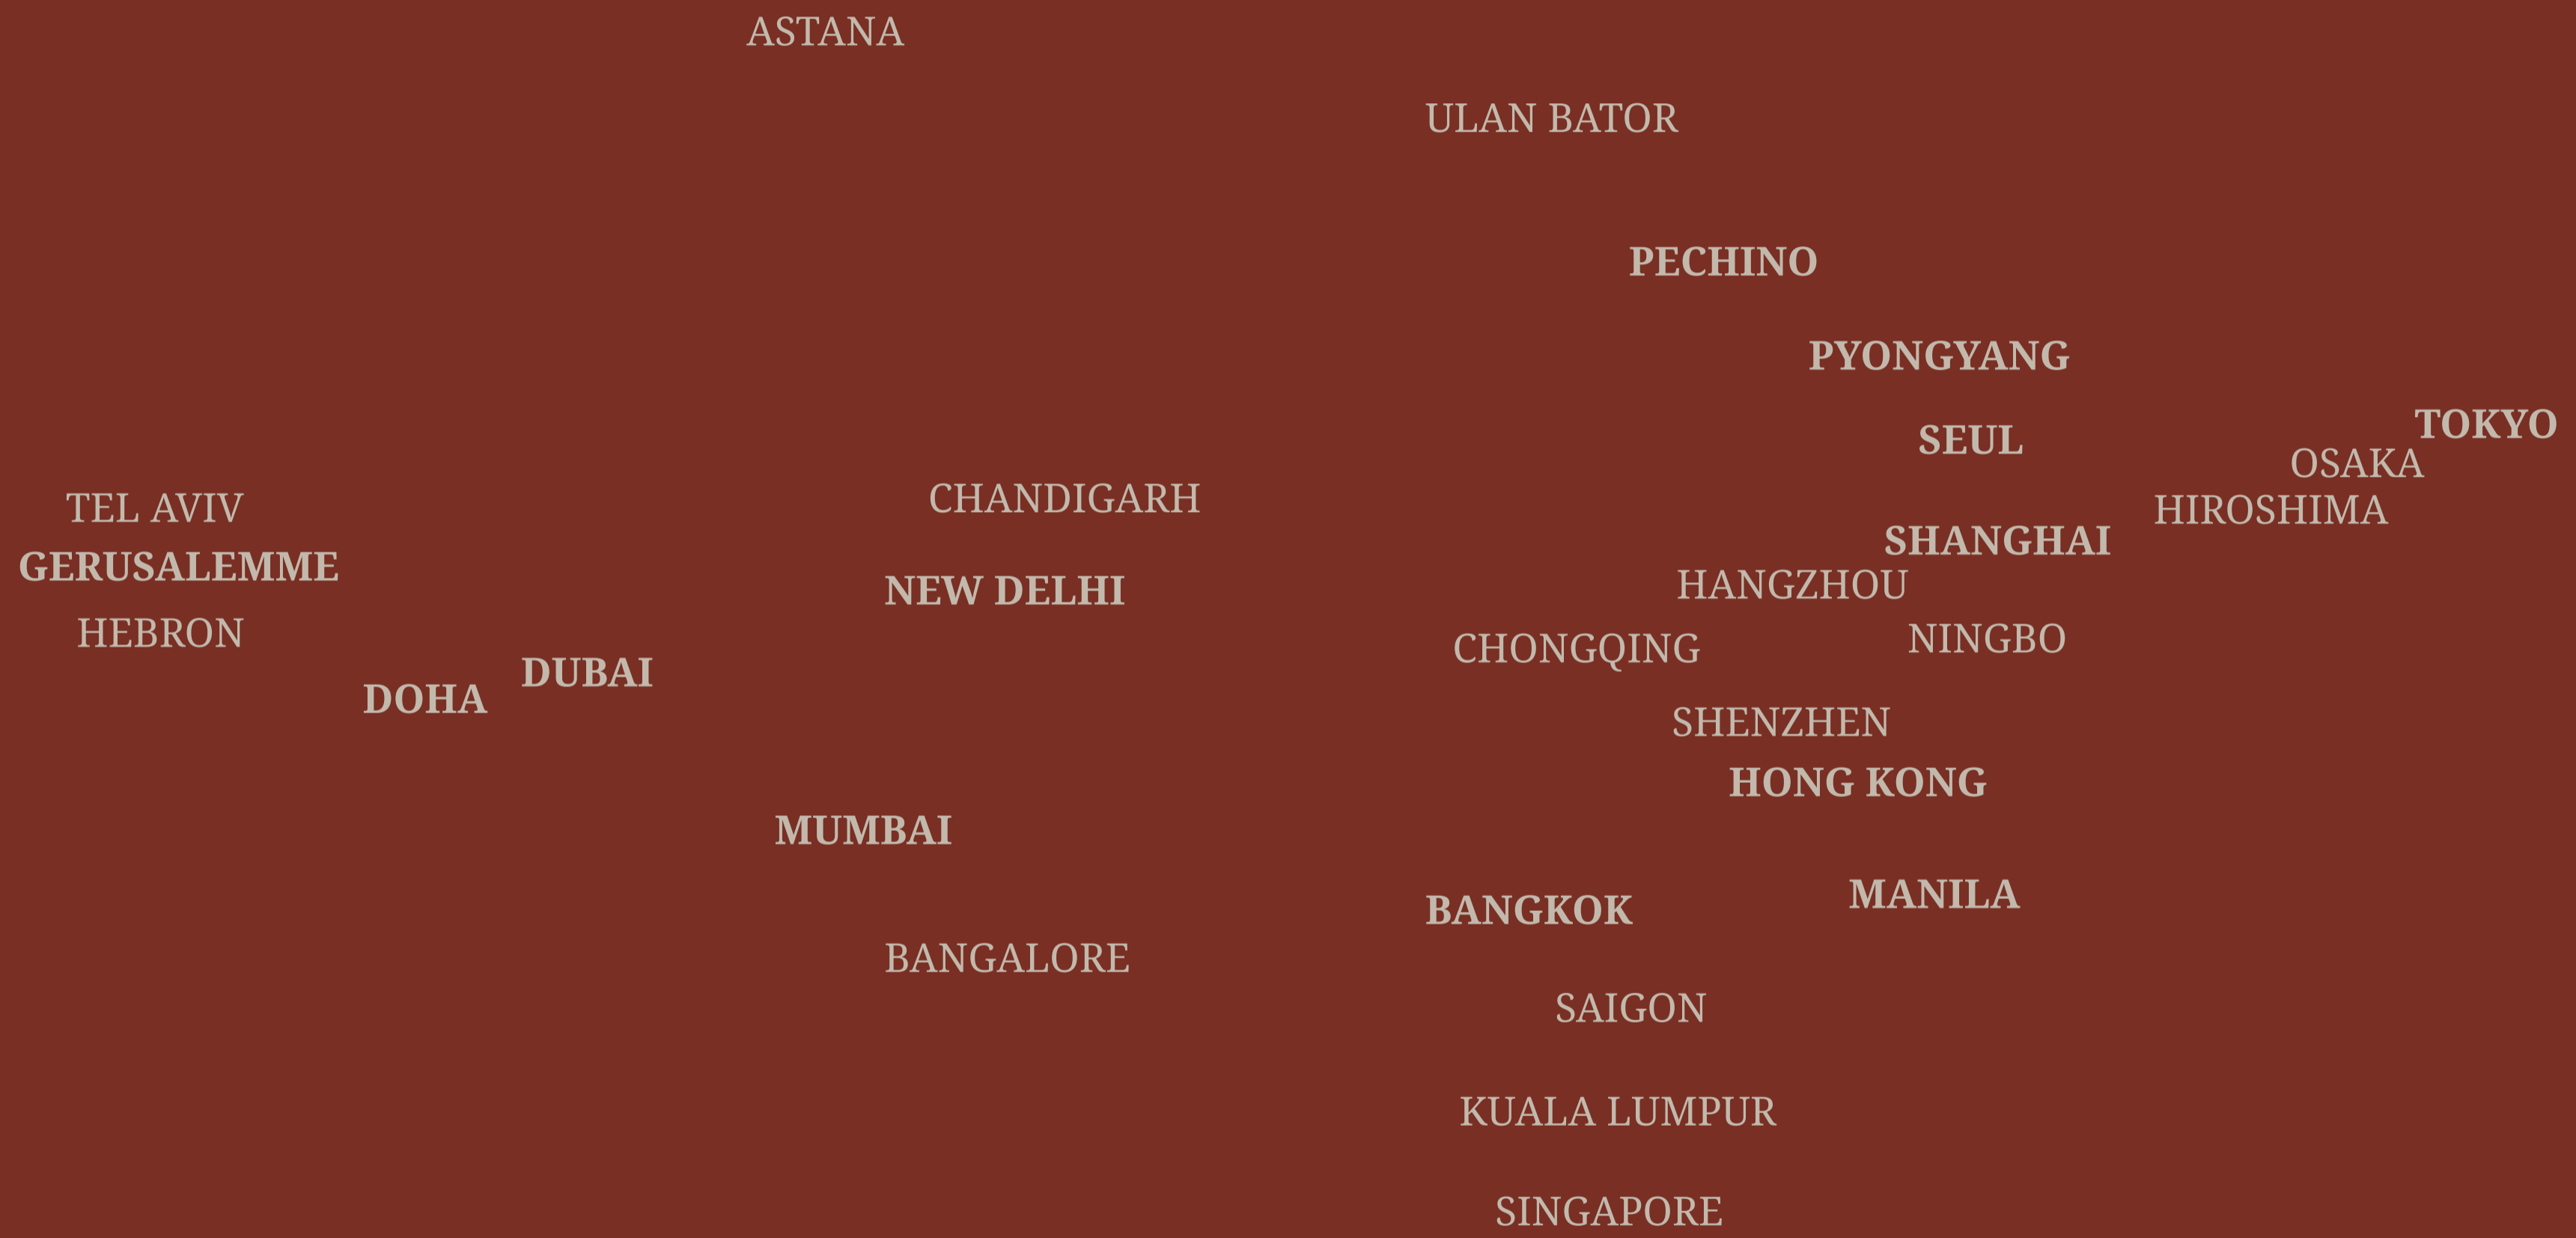 ASTANA
ULAN BATOR
PECHINO
PYONGYANG
TOKYO
SEUL
OSAKA
CHANDIGARH
TEL AVIV
HIROSHIMA
SHANGHAI
GERUSALEMME
HANGZHOU
NEW DELHI
HEBRON
NINGBO
CHONGQING
DUBAI
DOHA
SHENZHEN
HONG KONG
MUMBAI
MANILA
BANGKOK
BANGALORE
SAIGON
KUALA LUMPUR
SINGAPORE